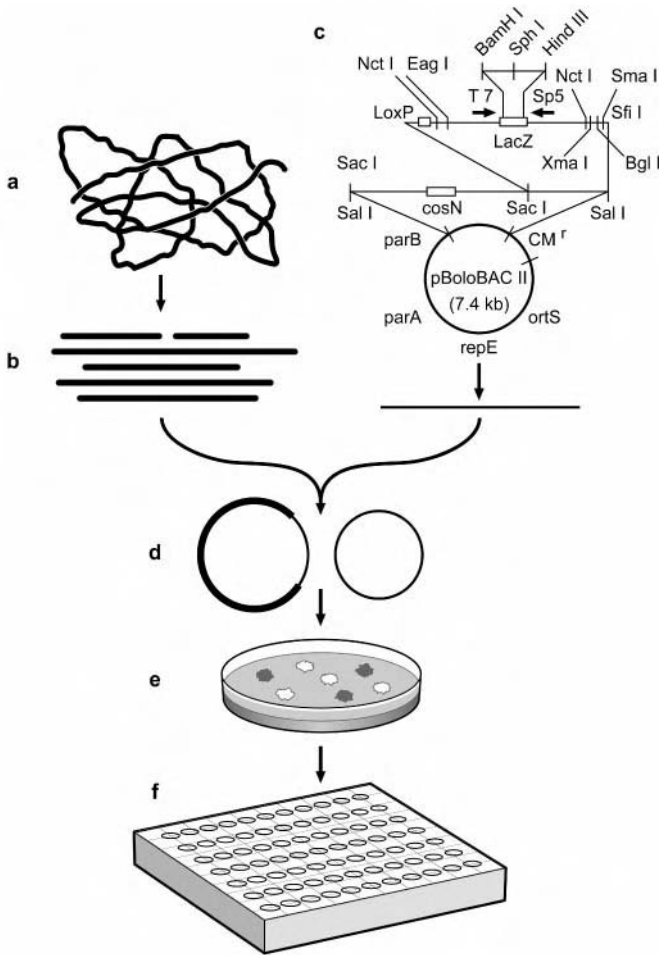 c
BamH I
Sph I
Hind III
Nct I Eag I
Nct I
Sma I
T 7
Sp5
LoxP
Sfi I
LacZ
Xma I
Bgl I
a
Sac I
Sal I
cosN
Sac I
Sal I
parB
CM r
pBoloBAC II
(7.4 kb)
parA
ortS
repE
b
d
e
f